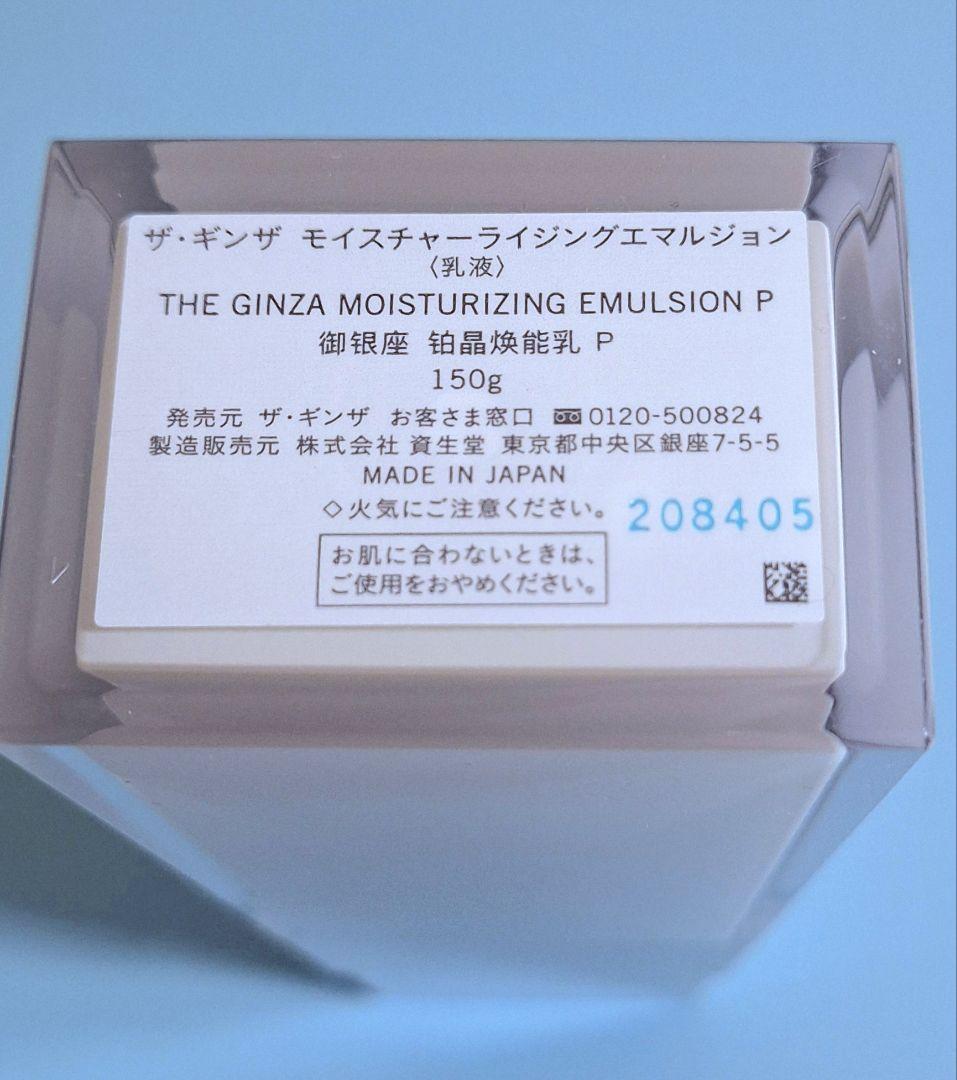 ザ・ギンザ モイスチャーライジングエマルジョン
〈乳液〉
THE GINZA MOISTURIZING EMULSION P
御银座 铂晶焕能乳 P
150g
発売元 ザ・ギンザ お客さま窓口 0120-500824
製造販売元 株式会社 資生堂 東京都中央区銀座7-5-5
MADE IN JAPAN
◇火気にご注意ください。
208405
お肌に合わないときは、
ご使用をおやめください。